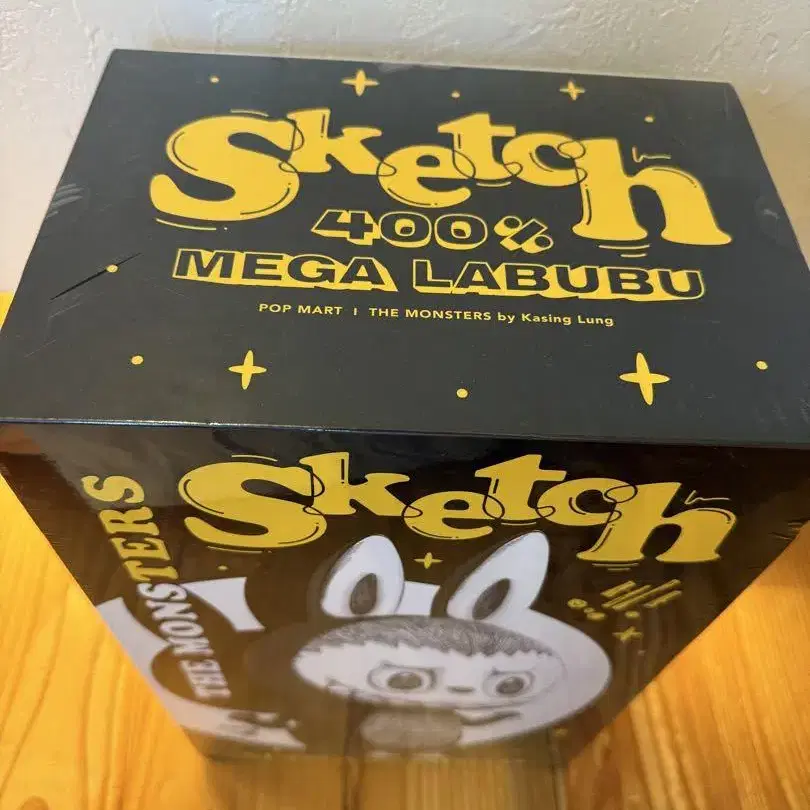 Sketch
400%
MEGA LABUBU
POP MART | THE MONSTERS by Kasing Lung
Sketch
THE MONSTERS